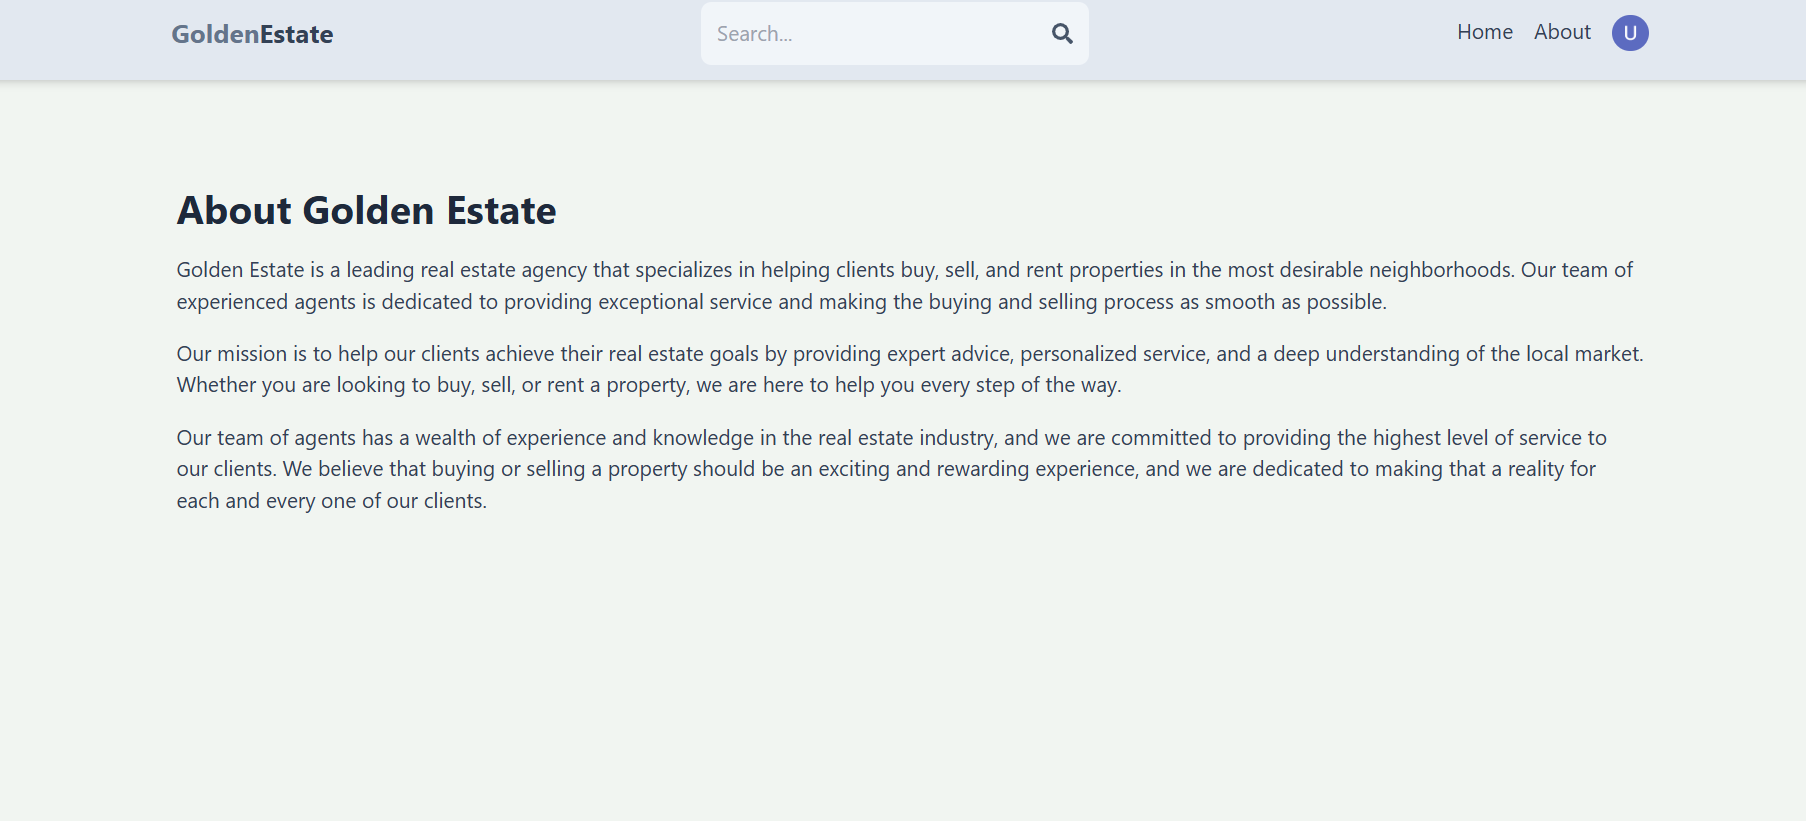 GoldenEstate
Search...
Home
About
U
About Golden Estate
Golden Estate is a leading real estate agency that specializes in helping clients buy, sell, and rent properties in the most desirable neighborhoods. Our team of
experienced agents is dedicated to providing exceptional service and making the buying and selling process as smooth as possible.
Our mission is to help our clients achieve their real estate goals by providing expert advice, personalized service, and a deep understanding of the local market.
Whether you are looking to buy, sell, or rent a property, we are here to help you every step of the way.
Our team of agents has a wealth of experience and knowledge in the real estate industry, and we are committed to providing the highest level of service to
our clients. We believe that buying or selling a property should be an exciting and rewarding experience, and we are dedicated to making that a reality for
each and every one of our clients.